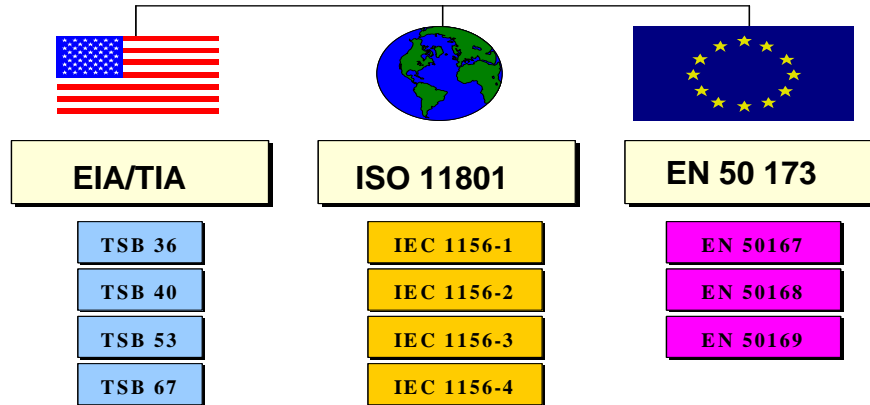 EIA/TIA
TSB 36
TSB 40
TSB 53
TSB 67
ISO 11801
IEC 1156-1
IEC 1156-2
IEC 1156-3
IEC 1156-4
EN 50 173
EN 50167
EN 50168
EN 50169